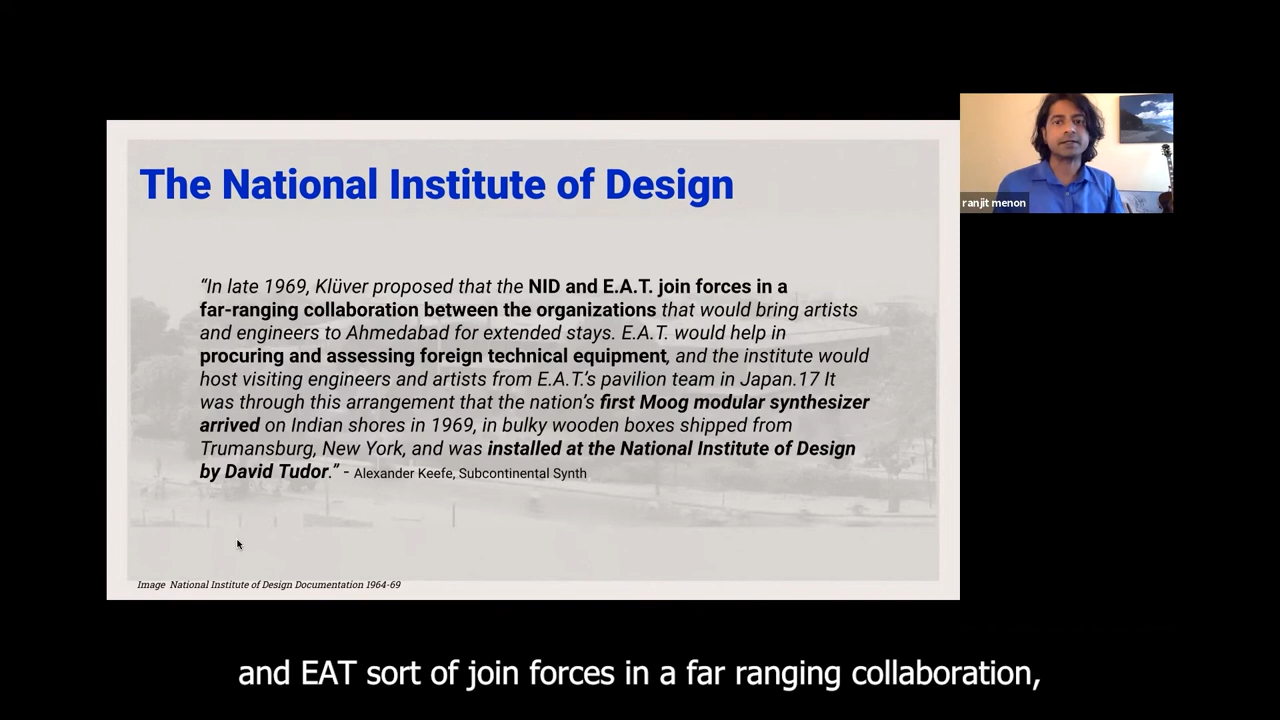 The National Institute of Design
ranjit menon
“In late 1969, Klüver proposed that the NID and E.A.T. join forces in a
far-ranging collaboration between the organizations that would bring artists
and engineers to Ahmedabad for extended stays. E.A.T. would help in
procuring and assessing foreign technical equipment, and the institute would
host visiting engineers and artists from E.A.T.’s pavilion team in Japan.17 It
was through this arrangement that the nation’s first Moog modular synthesizer
arrived on Indian shores in 1969, in bulky wooden boxes shipped from
Trumansburg, New York, and was installed at the National Institute of Design
by David Tudor.” - Alexander Keefe, Subcontinental Synth
Image National Institute of Design Documentation 1964-69
and EAT sort of join forces in a far ranging collaboration,